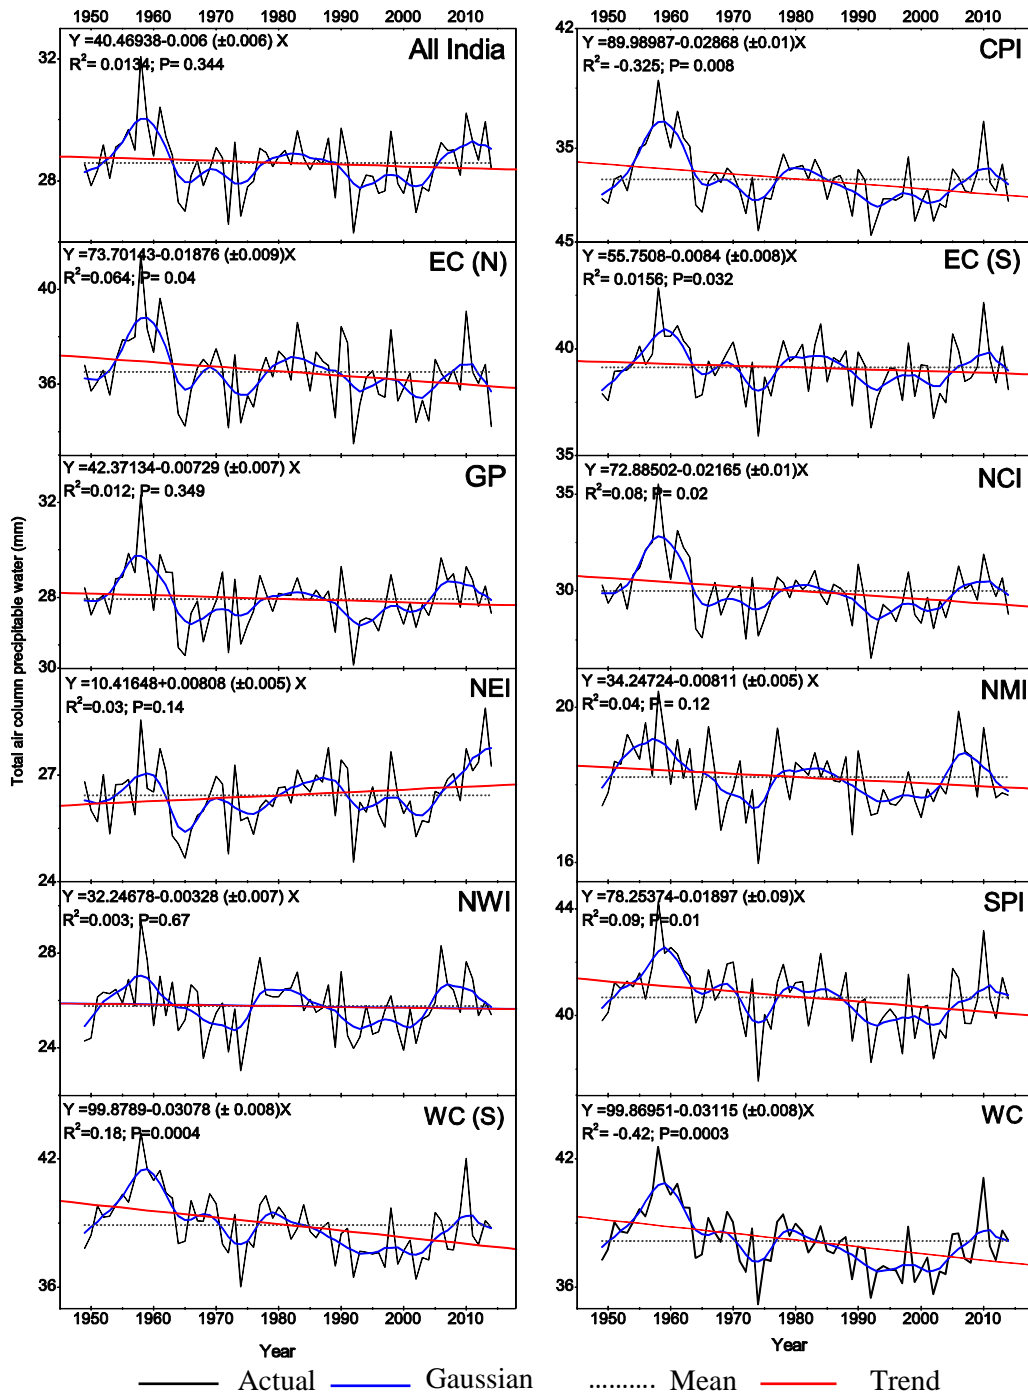 1950 1960 1970 1980 1990 2000 2010
1950 1960 1970 1980 1990 2000 2010
Y =40.46938-0.006 (±0.006) X
R²= 0.0134; P= 0.344
All India
32
28
Y =89.98987-0.02868 (±0.01)X
R²= -0.325; P= 0.008
CPI
42
35
45
Y =73.70143-0.01876 (±0.009)X
R²=0.064; P= 0.04
EC (N)
40
36
Y =55.7508-0.0084 (±0.008)X
R²= 0.0156; P=0.032
EC (S)
39.0
35
Y =42.37134-0.00729 (±0.007) X
R²=0.012; P= 0.349
GP
32
28
30
Y =72.88502-0.02165 (±0.01)X
R²=0.08; P= 0.02
NCI
35
30
Y =10.41648+0.00808 (±0.005) X
R²=0.03; P=0.14
NEI
27
24
Y =34.24724-0.00811 (±0.005) X
R²=0.04; P = 0.12
NMI
20
16
Y =32.24678-0.00328 (±0.007) X
R²=0.003; P=0.67
NWI
28
24
Y =78.25374-0.01897 (±0.09)X
R²=0.09; P=0.01
SPI
44
40
Y =99.8789-0.03078 (± 0.008)X
R²=0.18; P=0.0004
WC (S)
42
36
Y =99.86951-0.03115 (±0.008)X
R²= -0.42; P=0.0003
WC
42
36
Total air column precipitable water (mm)
1950 1960 1970 1980 1990 2000 2010
1950 1960 1970 1980 1990 2000 2010
Year
Year
Actual Gaussian Mean Trend